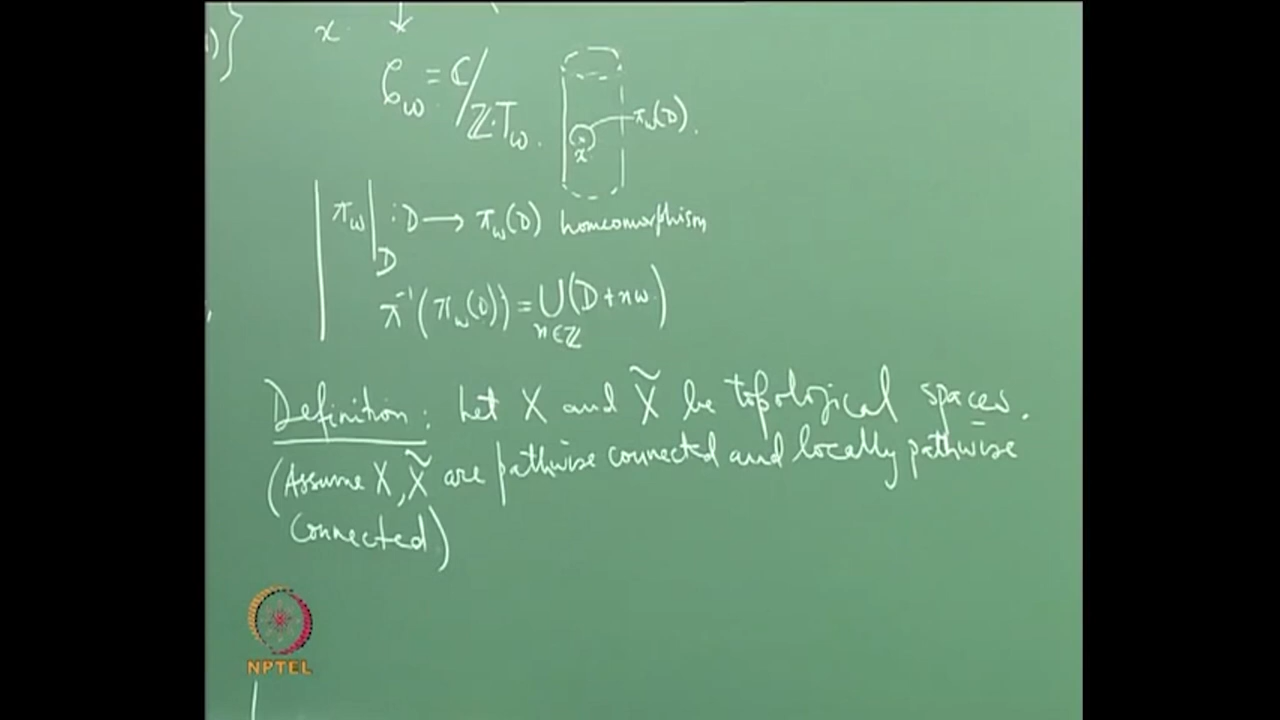 x
𝒞_ω = ℂ/ℤ·T_ω.
π_ω(D).
x
π_ω|_D : D → π_ω(D) homeomorphism
π⁻¹(π_ω(D)) = ⋃_{n∈ℤ}(D + nω)
Definition: Let X and X̃ be topological spaces.
(Assume X, X̃ are pathwise connected and locally pathwise
connected)
NPTEL